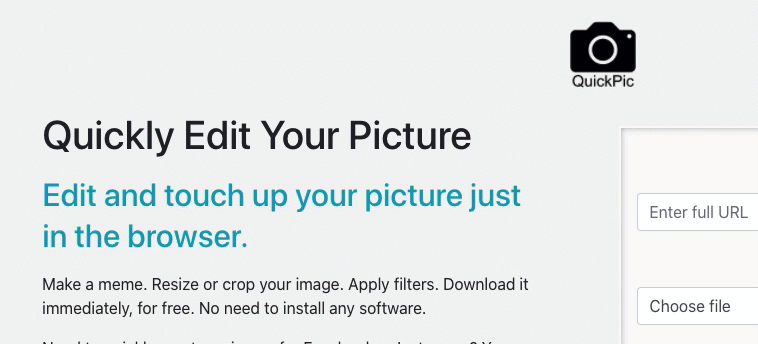 QuickPic
Quickly Edit Your Picture
Edit and touch up your picture just
in the browser.
Make a meme. Resize or crop your image. Apply filters. Download it
immediately, for free. No need to install any software.
Enter full URL
Choose file